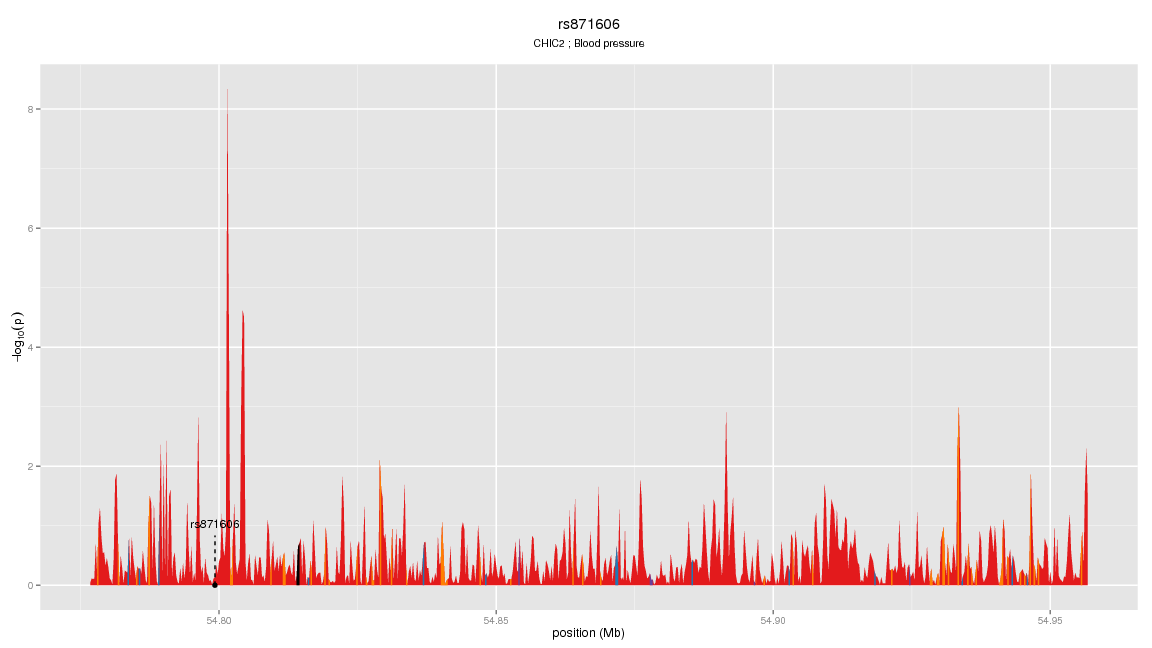 rs871606
CHIC2 ; Blood pressure
−log10(p)
8
6
4
2
0
rs871606
54.80 54.85 54.90 54.95
position (Mb)